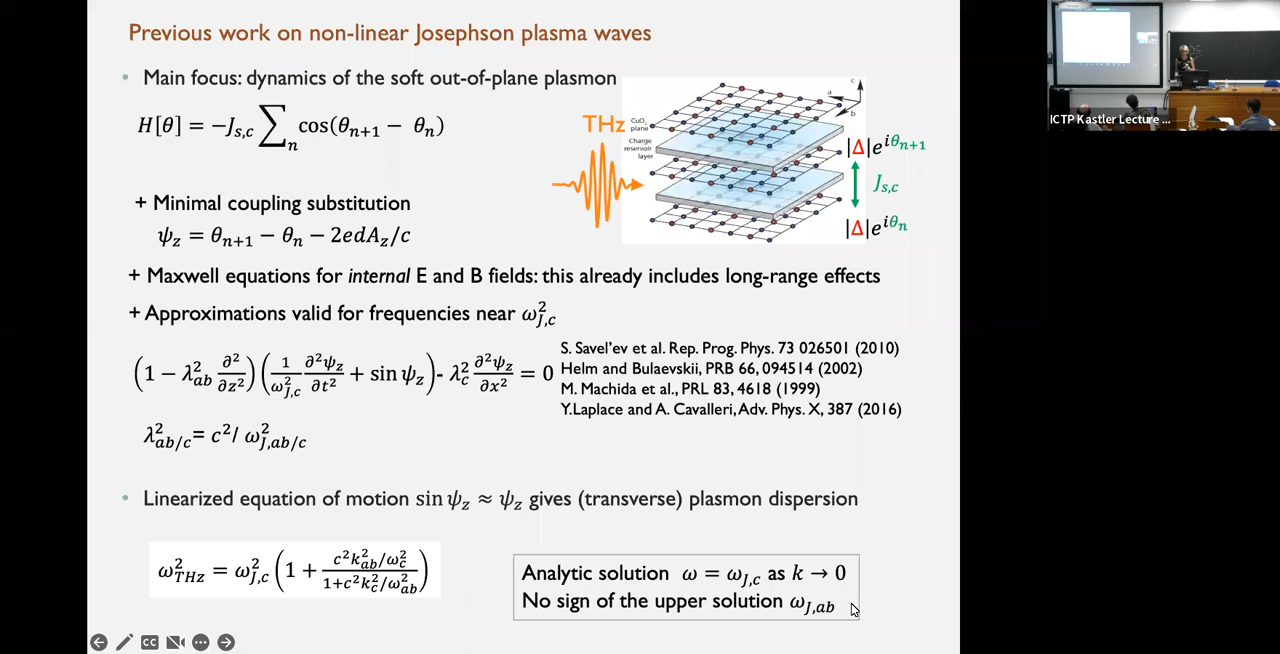 Previous work on non-linear Josephson plasma waves
• Main focus: dynamics of the soft out-of-plane plasmon
H[θ] = −J_{s,c} ∑_n cos(θ_{n+1} − θ_n)
THz
CuO₂ plane
Charge reservoir layer
a
b
c
|Δ|e^{iθ_{n+1}}
J_{s,c}
|Δ|e^{iθ_n}
+ Minimal coupling substitution
ψ_z = θ_{n+1} − θ_n − 2edA_z/c
+ Maxwell equations for internal E and B fields: this already includes long-range effects
+ Approximations valid for frequencies near ω²_{J,c}
(1 − λ²_{ab} ∂²/∂z²)(1/ω²_{J,c} ∂²ψ_z/∂t² + sin ψ_z)- λ²_c ∂²ψ_z/∂x² = 0
S. Savel'ev et al. Rep. Prog. Phys. 73 026501 (2010)
Helm and Bulaevskii, PRB 66, 094514 (2002)
M. Machida et al., PRL 83, 4618 (1999)
Y. Laplace and A. Cavalleri, Adv. Phys. X, 387 (2016)
λ²_{ab/c}= c²/ ω²_{J,ab/c}
• Linearized equation of motion sin ψ_z ≈ ψ_z gives (transverse) plasmon dispersion
ω²_{THz} = ω²_{J,c} (1 + (c²k²_{ab}/ω²_c)/(1+c²k²_c/ω²_{ab}))
Analytic solution ω = ω_{J,c} as k → 0
No sign of the upper solution ω_{J,ab}
CC
ICTP Kastler Lecture ...